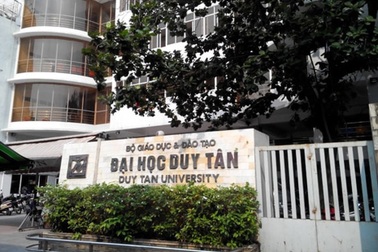 BỘ GIÁO DỤC & ĐÀO TẠO
ĐẠI HỌC DUY TÂN
DUY TAN UNIVERSITY